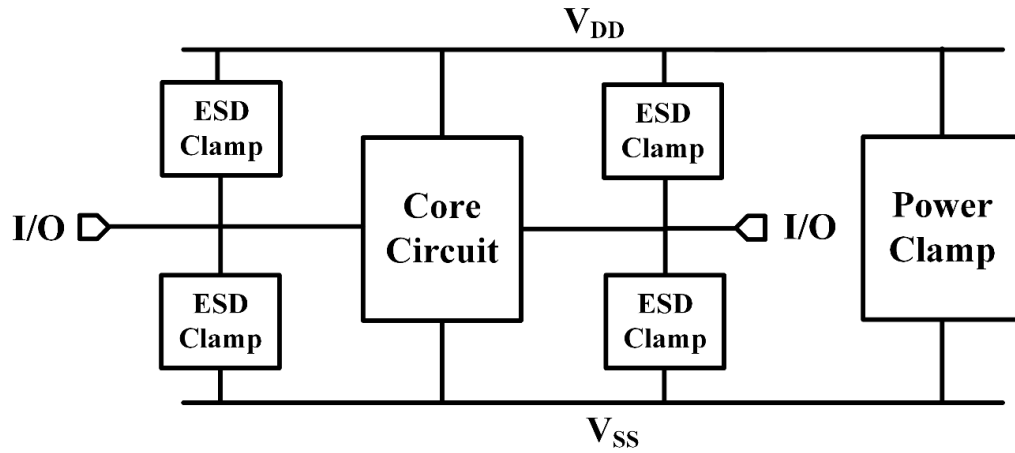 VDD
ESD
Clamp
ESD
Clamp
I/O
Core
Circuit
I/O
Power
Clamp
ESD
Clamp
ESD
Clamp
VSS